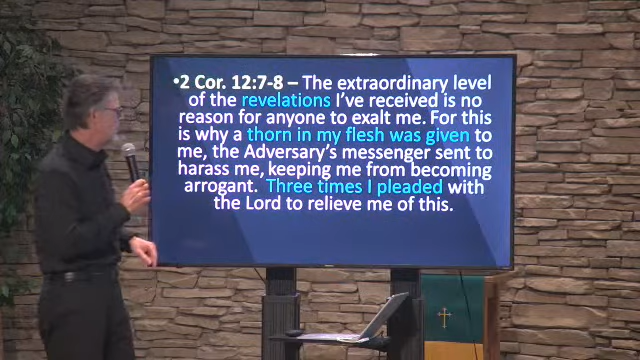 •2 Cor. 12:7-8 – The extraordinary level
of the revelations I've received is no
reason for anyone to exalt me. For this
is why a thorn in my flesh was given to
me, the Adversary's messenger sent to
harass me, keeping me from becoming
arrogant. Three times I pleaded with
the Lord to relieve me of this.